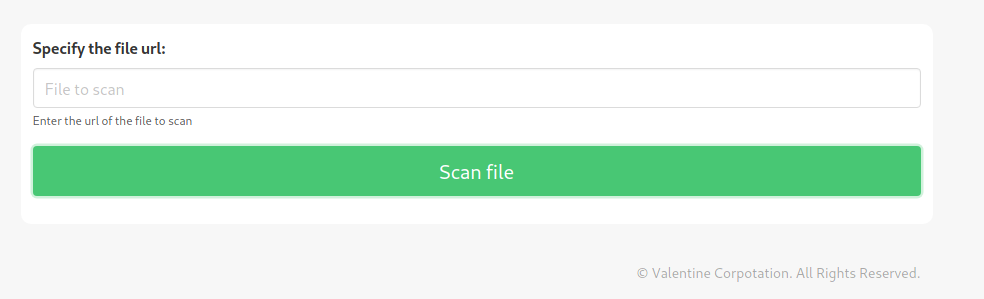 Specify the file url:
File to scan
Enter the url of the file to scan
Scan file
© Valentine Corpotation. All Rights Reserved.